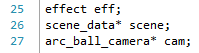 25 effect eff;
26 scene_data* scene;
27 arc_ball_camera* cam;